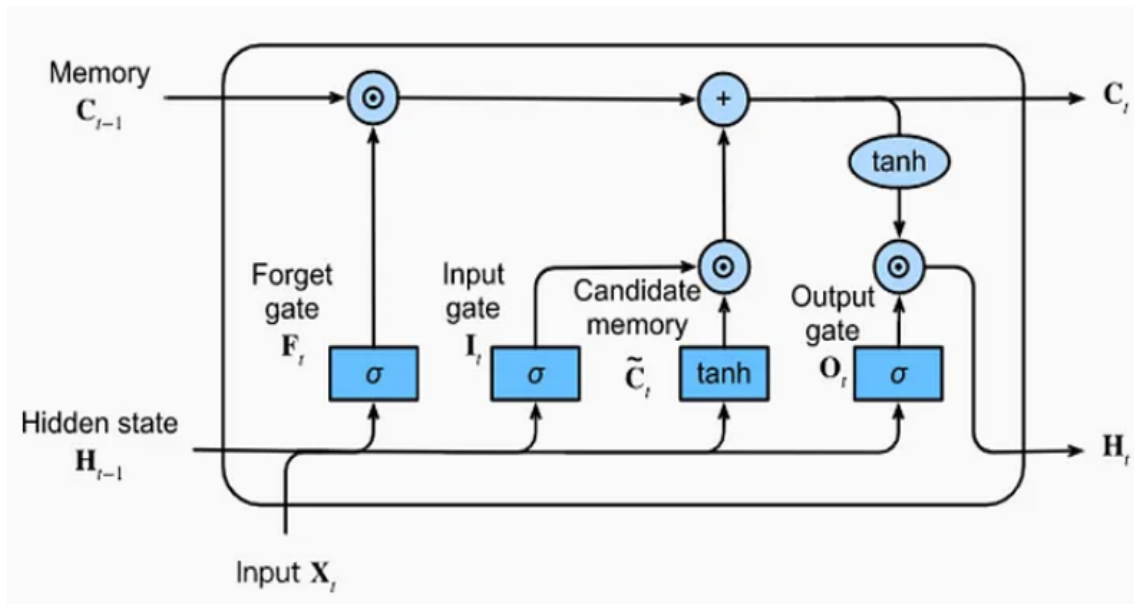 Memory
C_{t-1}
⊙
+
C_t
tanh
Forget
gate
F_t
σ
Input
gate
I_t
σ
⊙
Candidate
memory
C̃_t
tanh
Output
gate
O_t
σ
⊙
Hidden state
H_{t-1}
H_t
Input X_t